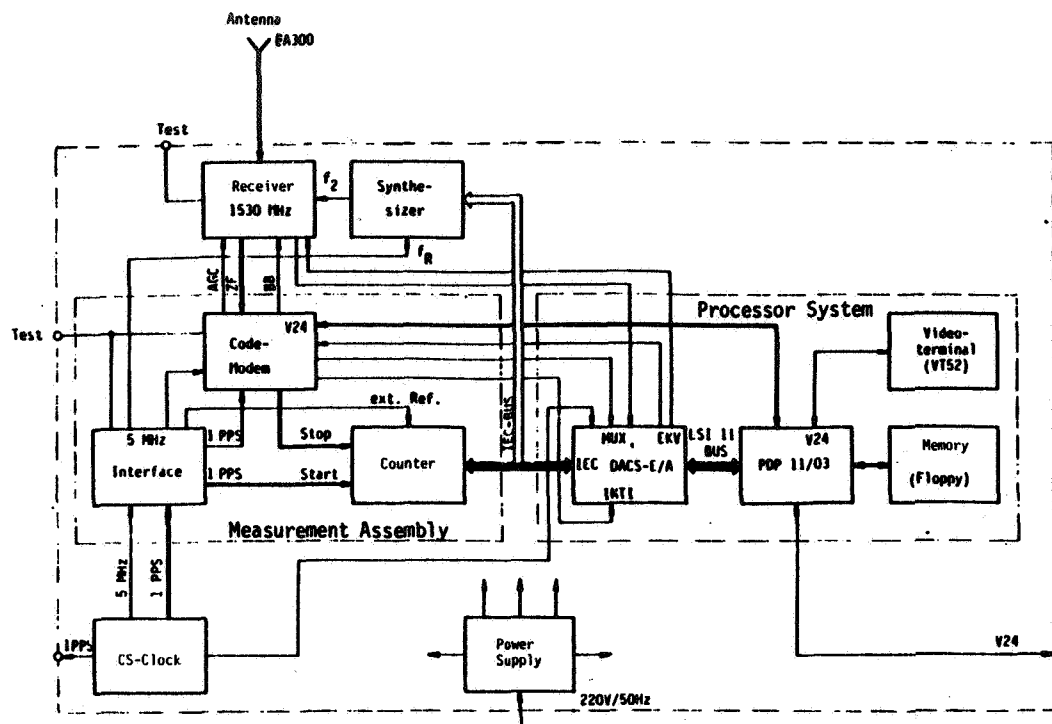 Antenna
EA300
Test
Receiver
1530 MHz
f2
Synthe-
sizer
fR
AGC
ZF
BB
Processor System
Test
V24
Code-
Modem
Video-
terminal
(VT52)
ext. Ref.
IEC-BUS
5 MHz
1 PPS
Interface
1 PPS
Stop
Start
Counter
MUX
EKV
IEC
DACS-E/A
IKTI
LSI II
BUS
V24
PDP 11/03
Memory
(Floppy)
Measurement Assembly
5 MHz
1 PPS
1PPS
CS-Clock
Power
Supply
220V/50Hz
V24